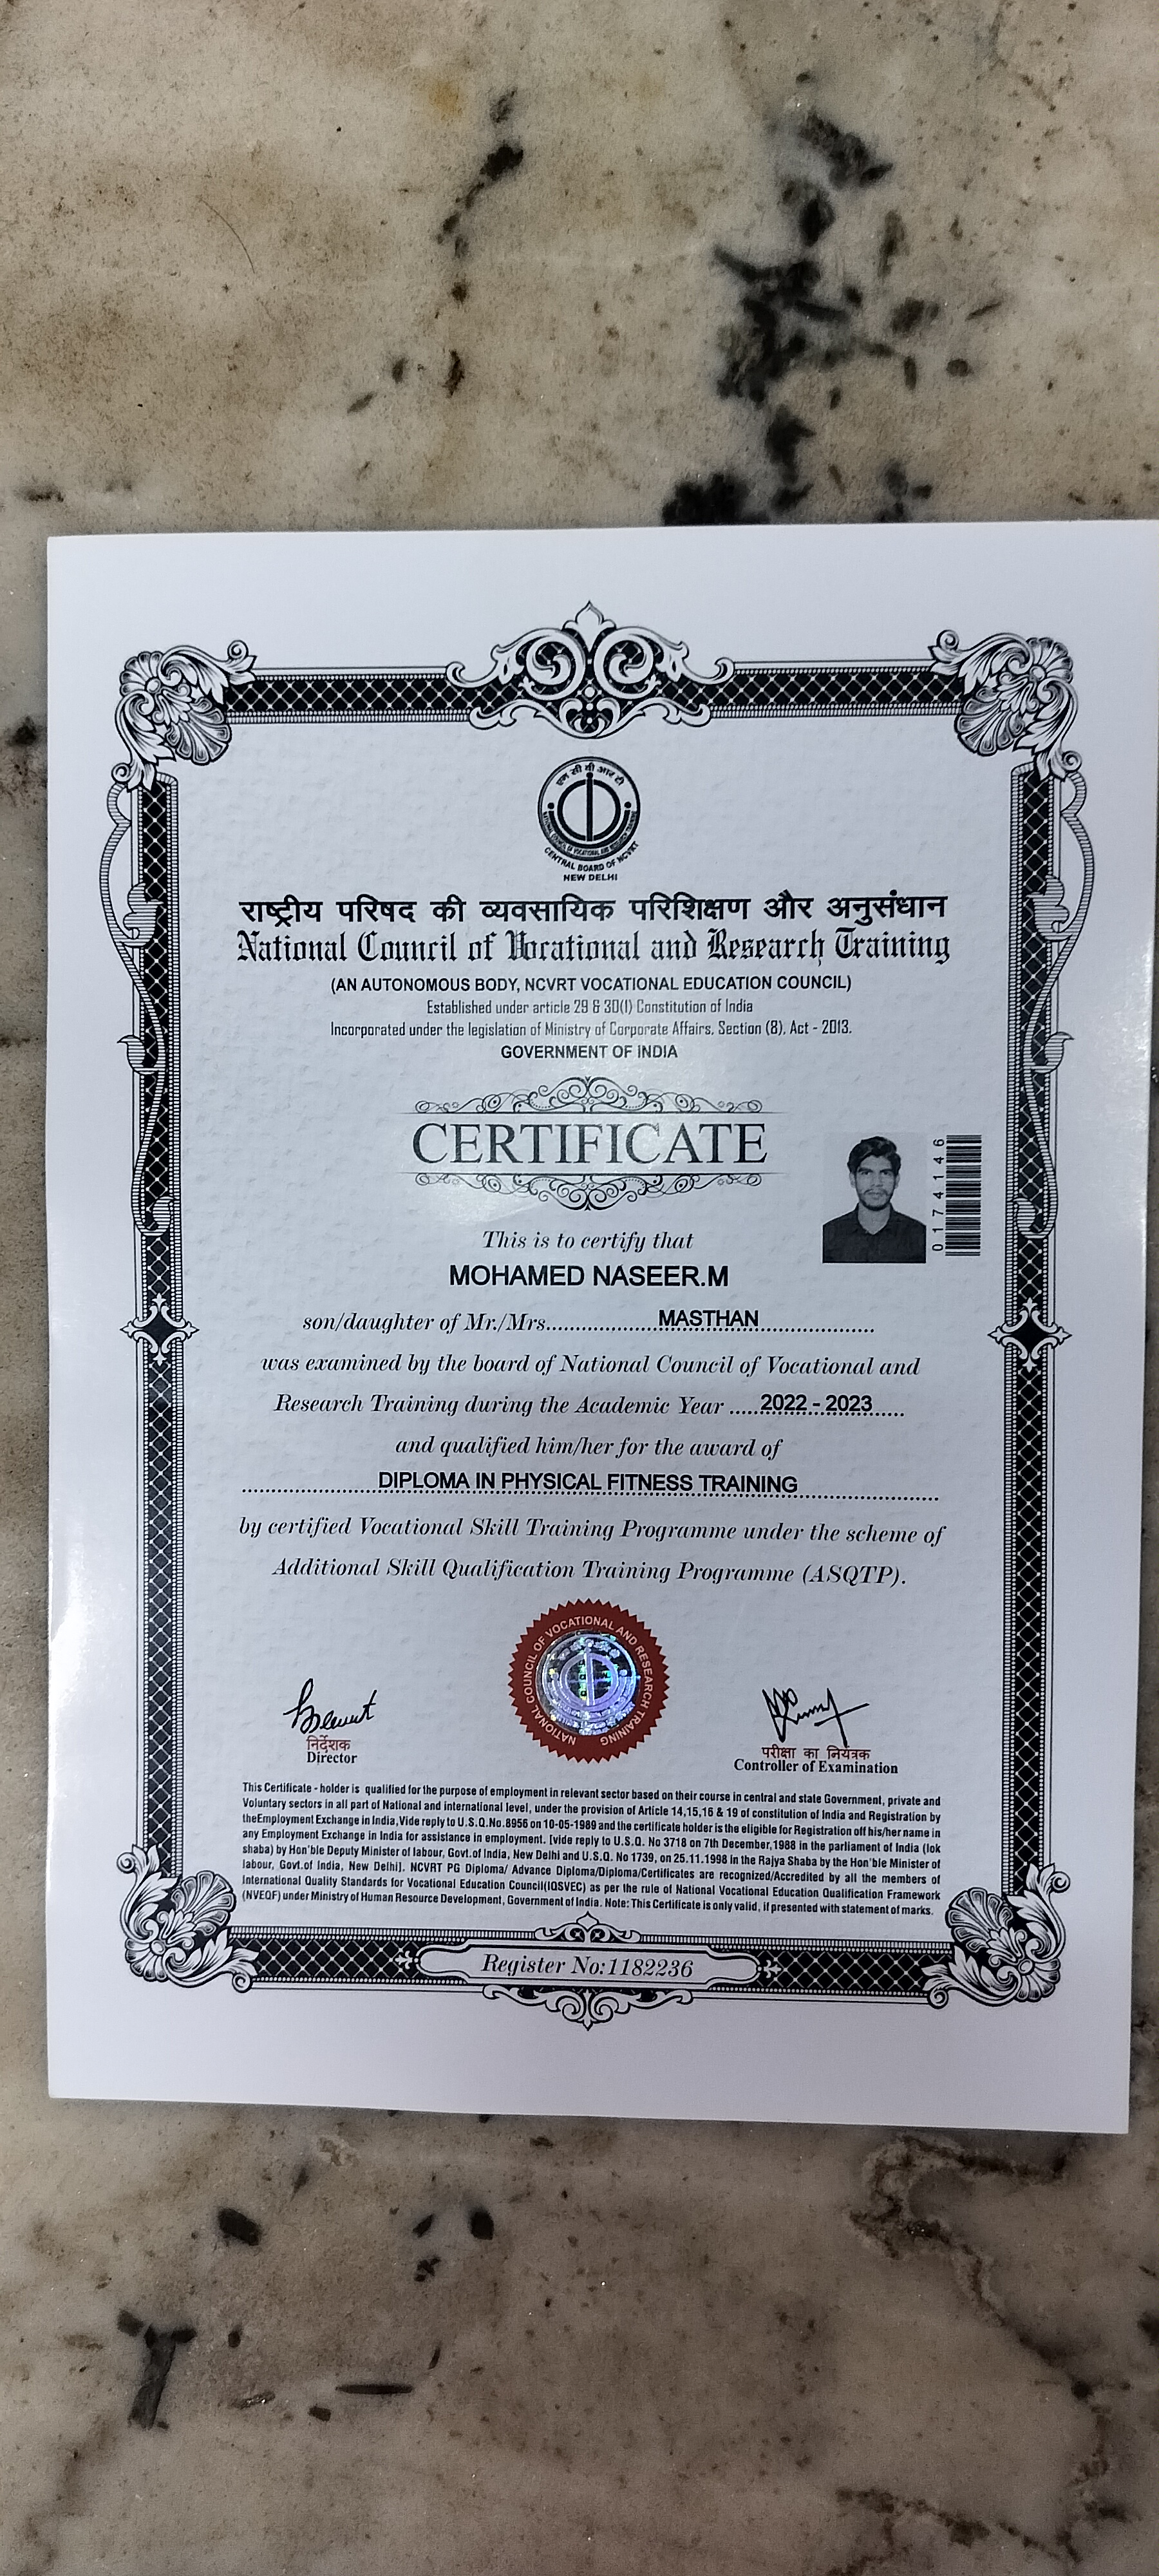 एन सी वी आर टी
NATIONAL COUNCIL OF VOCATIONAL AND RESEARCH TRAINING
CENTRAL BOARD OF NCVRT
NEW DELHI
राष्ट्रीय परिषद की व्यवसायिक परिशिक्षण और अनुसंधान
National Council of Vocational and Research Training
(AN AUTONOMOUS BODY, NCVRT VOCATIONAL EDUCATION COUNCIL)
Established under article 29 & 30(1) Constitution of India
Incorporated under the legislation of Ministry of Corporate Affairs, Section (8), Act - 2013.
GOVERNMENT OF INDIA
CERTIFICATE
0174146
This is to certify that
MOHAMED NASEER.M
son/daughter of Mr./Mrs..................MASTHAN....................
was examined by the board of National Council of Vocational and
Research Training during the Academic Year .....2022 - 2023.....
and qualified him/her for the award of
DIPLOMA IN PHYSICAL FITNESS TRAINING
by certified Vocational Skill Training Programme under the scheme of
Additional Skill Qualification Training Programme (ASQTP).
NATIONAL COUNCIL OF VOCATIONAL AND RESEARCH TRAINING
निर्देशक
Director
परीक्षा का नियंत्रक
Controller of Examination
This Certificate - holder is qualified for the purpose of employment in relevant sector based on their course in central and state Government, private and
Voluntary sectors in all part of National and international level, under the provision of Article 14,15,16 & 19 of constitution of India and Registration by
theEmployment Exchange in India,Vide reply to U.S.Q.No.8956 on 10-05-1989 and the certificate holder is the eligible for Registration off his/her name in
any Employment Exchange in India for assistance in employment. [vide reply to U.S.Q. No 3718 on 7th December,1988 in the parliament of India (lok
shaba) by Hon'ble Deputy Minister of labour, Govt.of India, New Delhi and U.S.Q. No 1739, on 25.11.1998 in the Rajya Shaba by the Hon'ble Minister of
labour, Govt.of India, New Delhi]. NCVRT PG Diploma/ Advance Diploma/Diploma/Certificates are recognized/Accredited by all the members of
International Quality Standards for Vocational Education Council(IQSVEC) as per the rule of National Vocational Education Qualification Framework
(NVEQF) under Ministry of Human Resource Development, Government of India. Note: This Certificate is only valid, if presented with statement of marks.
Register No:1182236